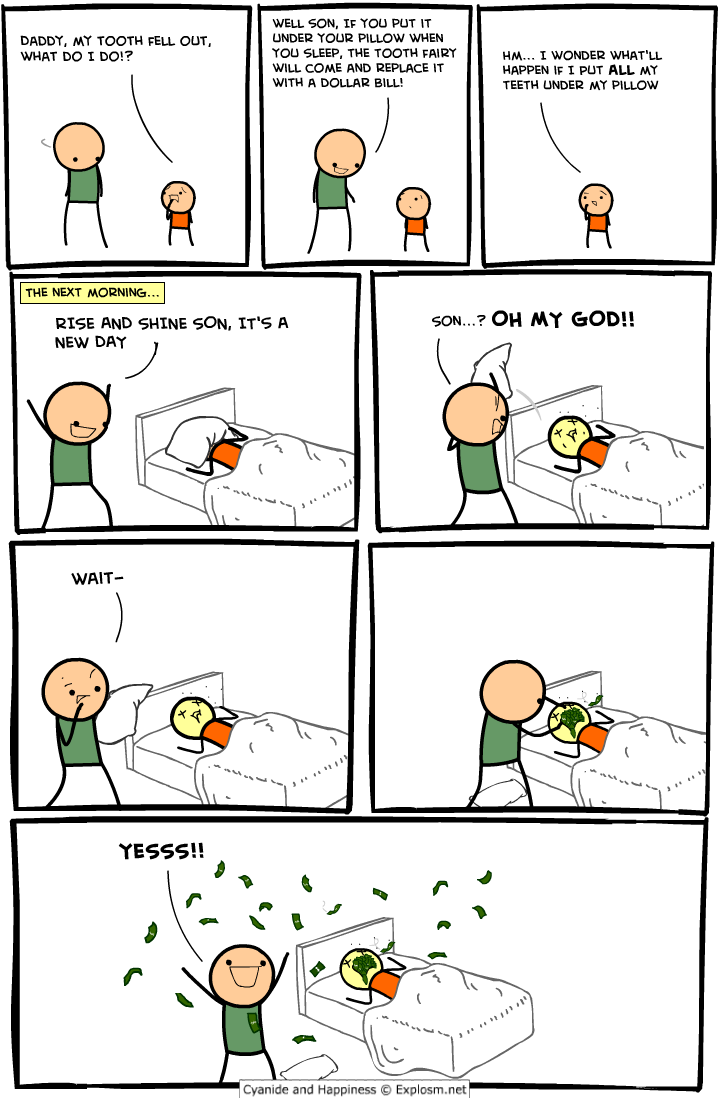 DADDY, MY TOOTH FELL OUT,
WHAT DO I DO!?
WELL SON, IF YOU PUT IT
UNDER YOUR PILLOW WHEN
YOU SLEEP, THE TOOTH FAIRY
WILL COME AND REPLACE IT
WITH A DOLLAR BILL!
HM... I WONDER WHAT'LL
HAPPEN IF I PUT ALL MY
TEETH UNDER MY PILLOW
THE NEXT MORNING...
RISE AND SHINE SON, IT'S A
NEW DAY
SON...? OH MY GOD!!
WAIT-
YESSS!!
Cyanide and Happiness © Explosm.net